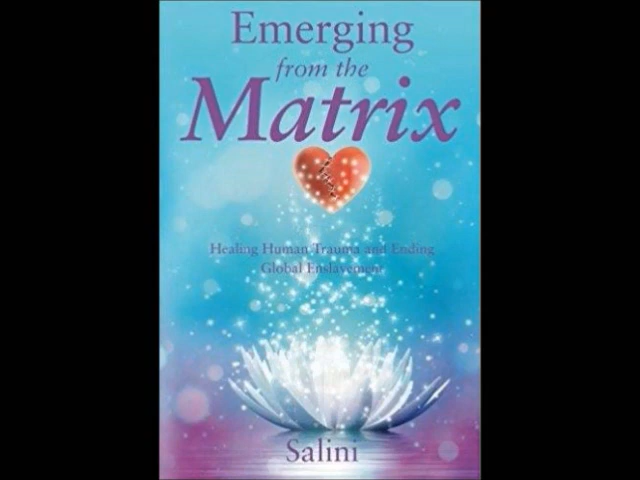 Emerging
from the
Matrix
Healing Human Trauma and Ending
Global Enslavement
Salini